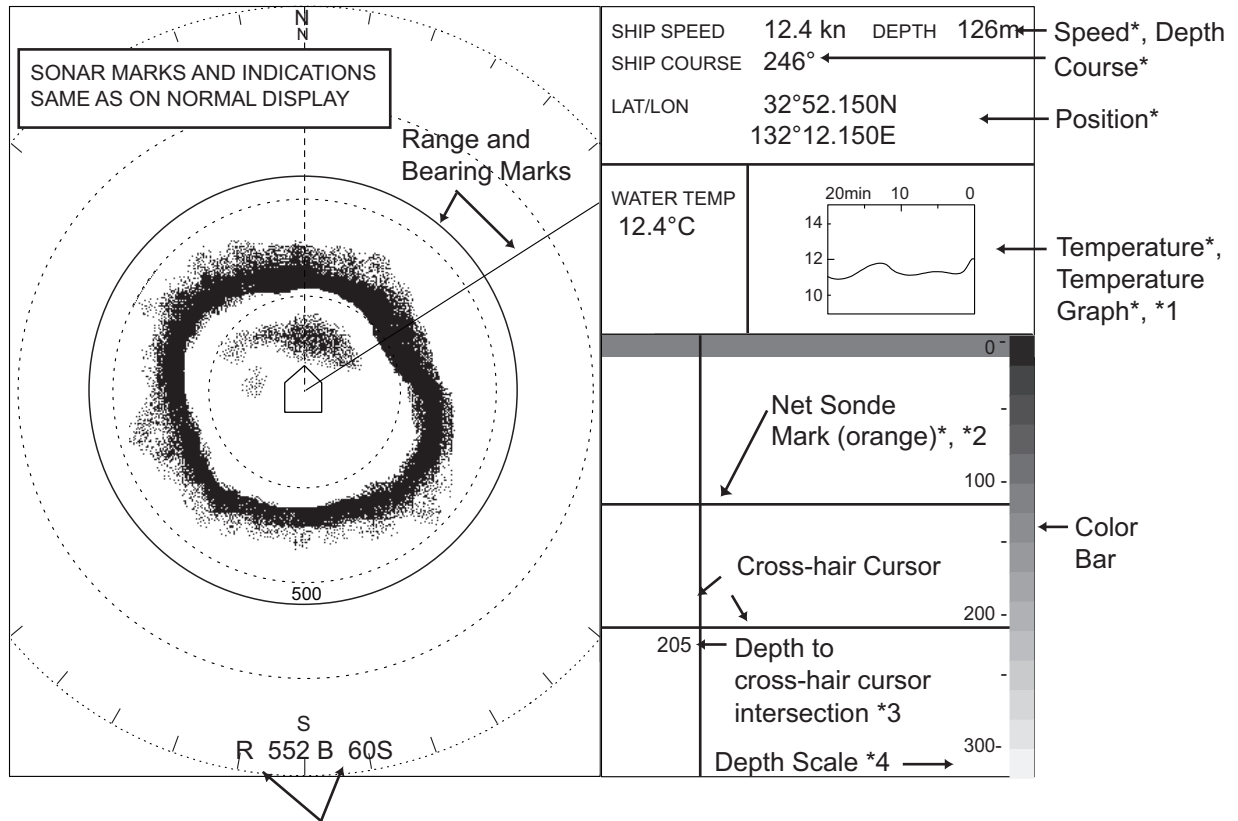 N
N
SONAR MARKS AND INDICATIONS
SAME AS ON NORMAL DISPLAY
Range and
Bearing Marks
500
S
R 552 B 60S
SHIP SPEED 12.4 kn DEPTH 126m
SHIP COURSE 246°
LAT/LON 32°52.150N
132°12.150E
Speed*, Depth
Course*
Position*
WATER TEMP
12.4°C
20min 10 0
14
12
10
Temperature*,
Temperature
Graph*, *1
0
Net Sonde
Mark (orange)*, *2
100
Color
Bar
Cross-hair Cursor
200
205
Depth to
cross-hair cursor
intersection *3
300
Depth Scale *4